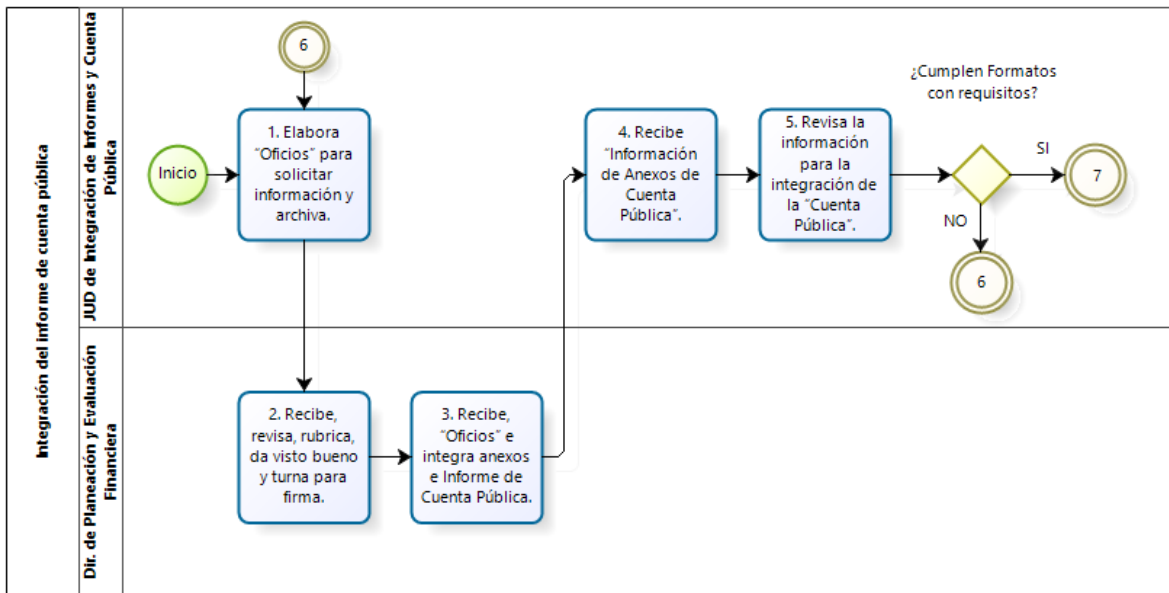 Integración del informe de cuenta pública
JUD de Integración de Informes y Cuenta
Pública
6
Inicio
1. Elabora
“Oficios” para
solicitar
información y
archiva.
4. Recibe
“Información
de Anexos de
Cuenta
Pública”.
5. Revisa la
información
para la
integración de
la “Cuenta
Pública”.
¿Cumplen Formatos
con requisitos?
SI
7
NO
6
Dir. de Planeación y Evaluación
Financiera
2. Recibe,
revisa, rubrica,
da visto bueno
y turna para
firma.
3. Recibe,
“Oficios” e
integra anexos
e Informe de
Cuenta Pública.